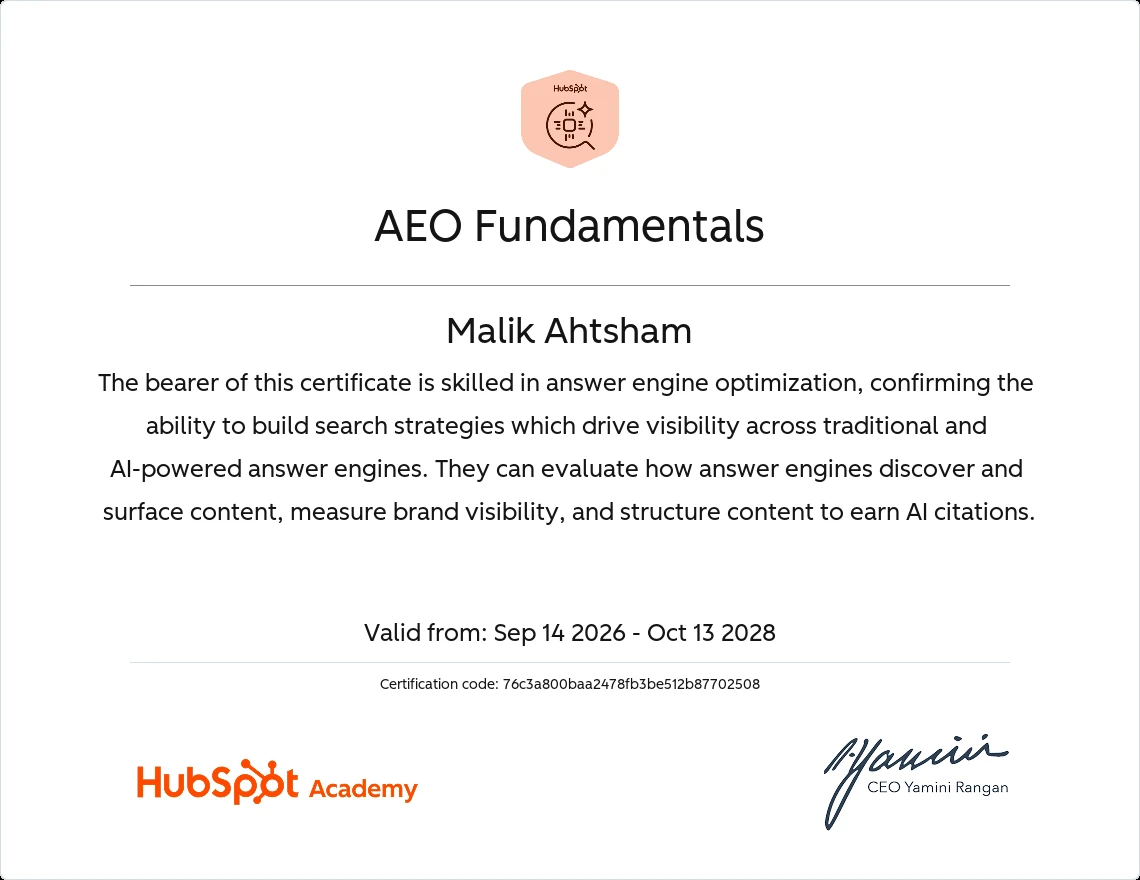 HubSpot
AEO Fundamentals
Malik Ahtsham
The bearer of this certificate is skilled in answer engine optimization, confirming the
ability to build search strategies which drive visibility across traditional and
AI-powered answer engines. They can evaluate how answer engines discover and
surface content, measure brand visibility, and structure content to earn AI citations.
Valid from: Sep 14 2026 - Oct 13 2028
Certification code: 76c3a800baa2478fb3be512b87702508
HubSpot Academy
Yamini
CEO Yamini Rangan